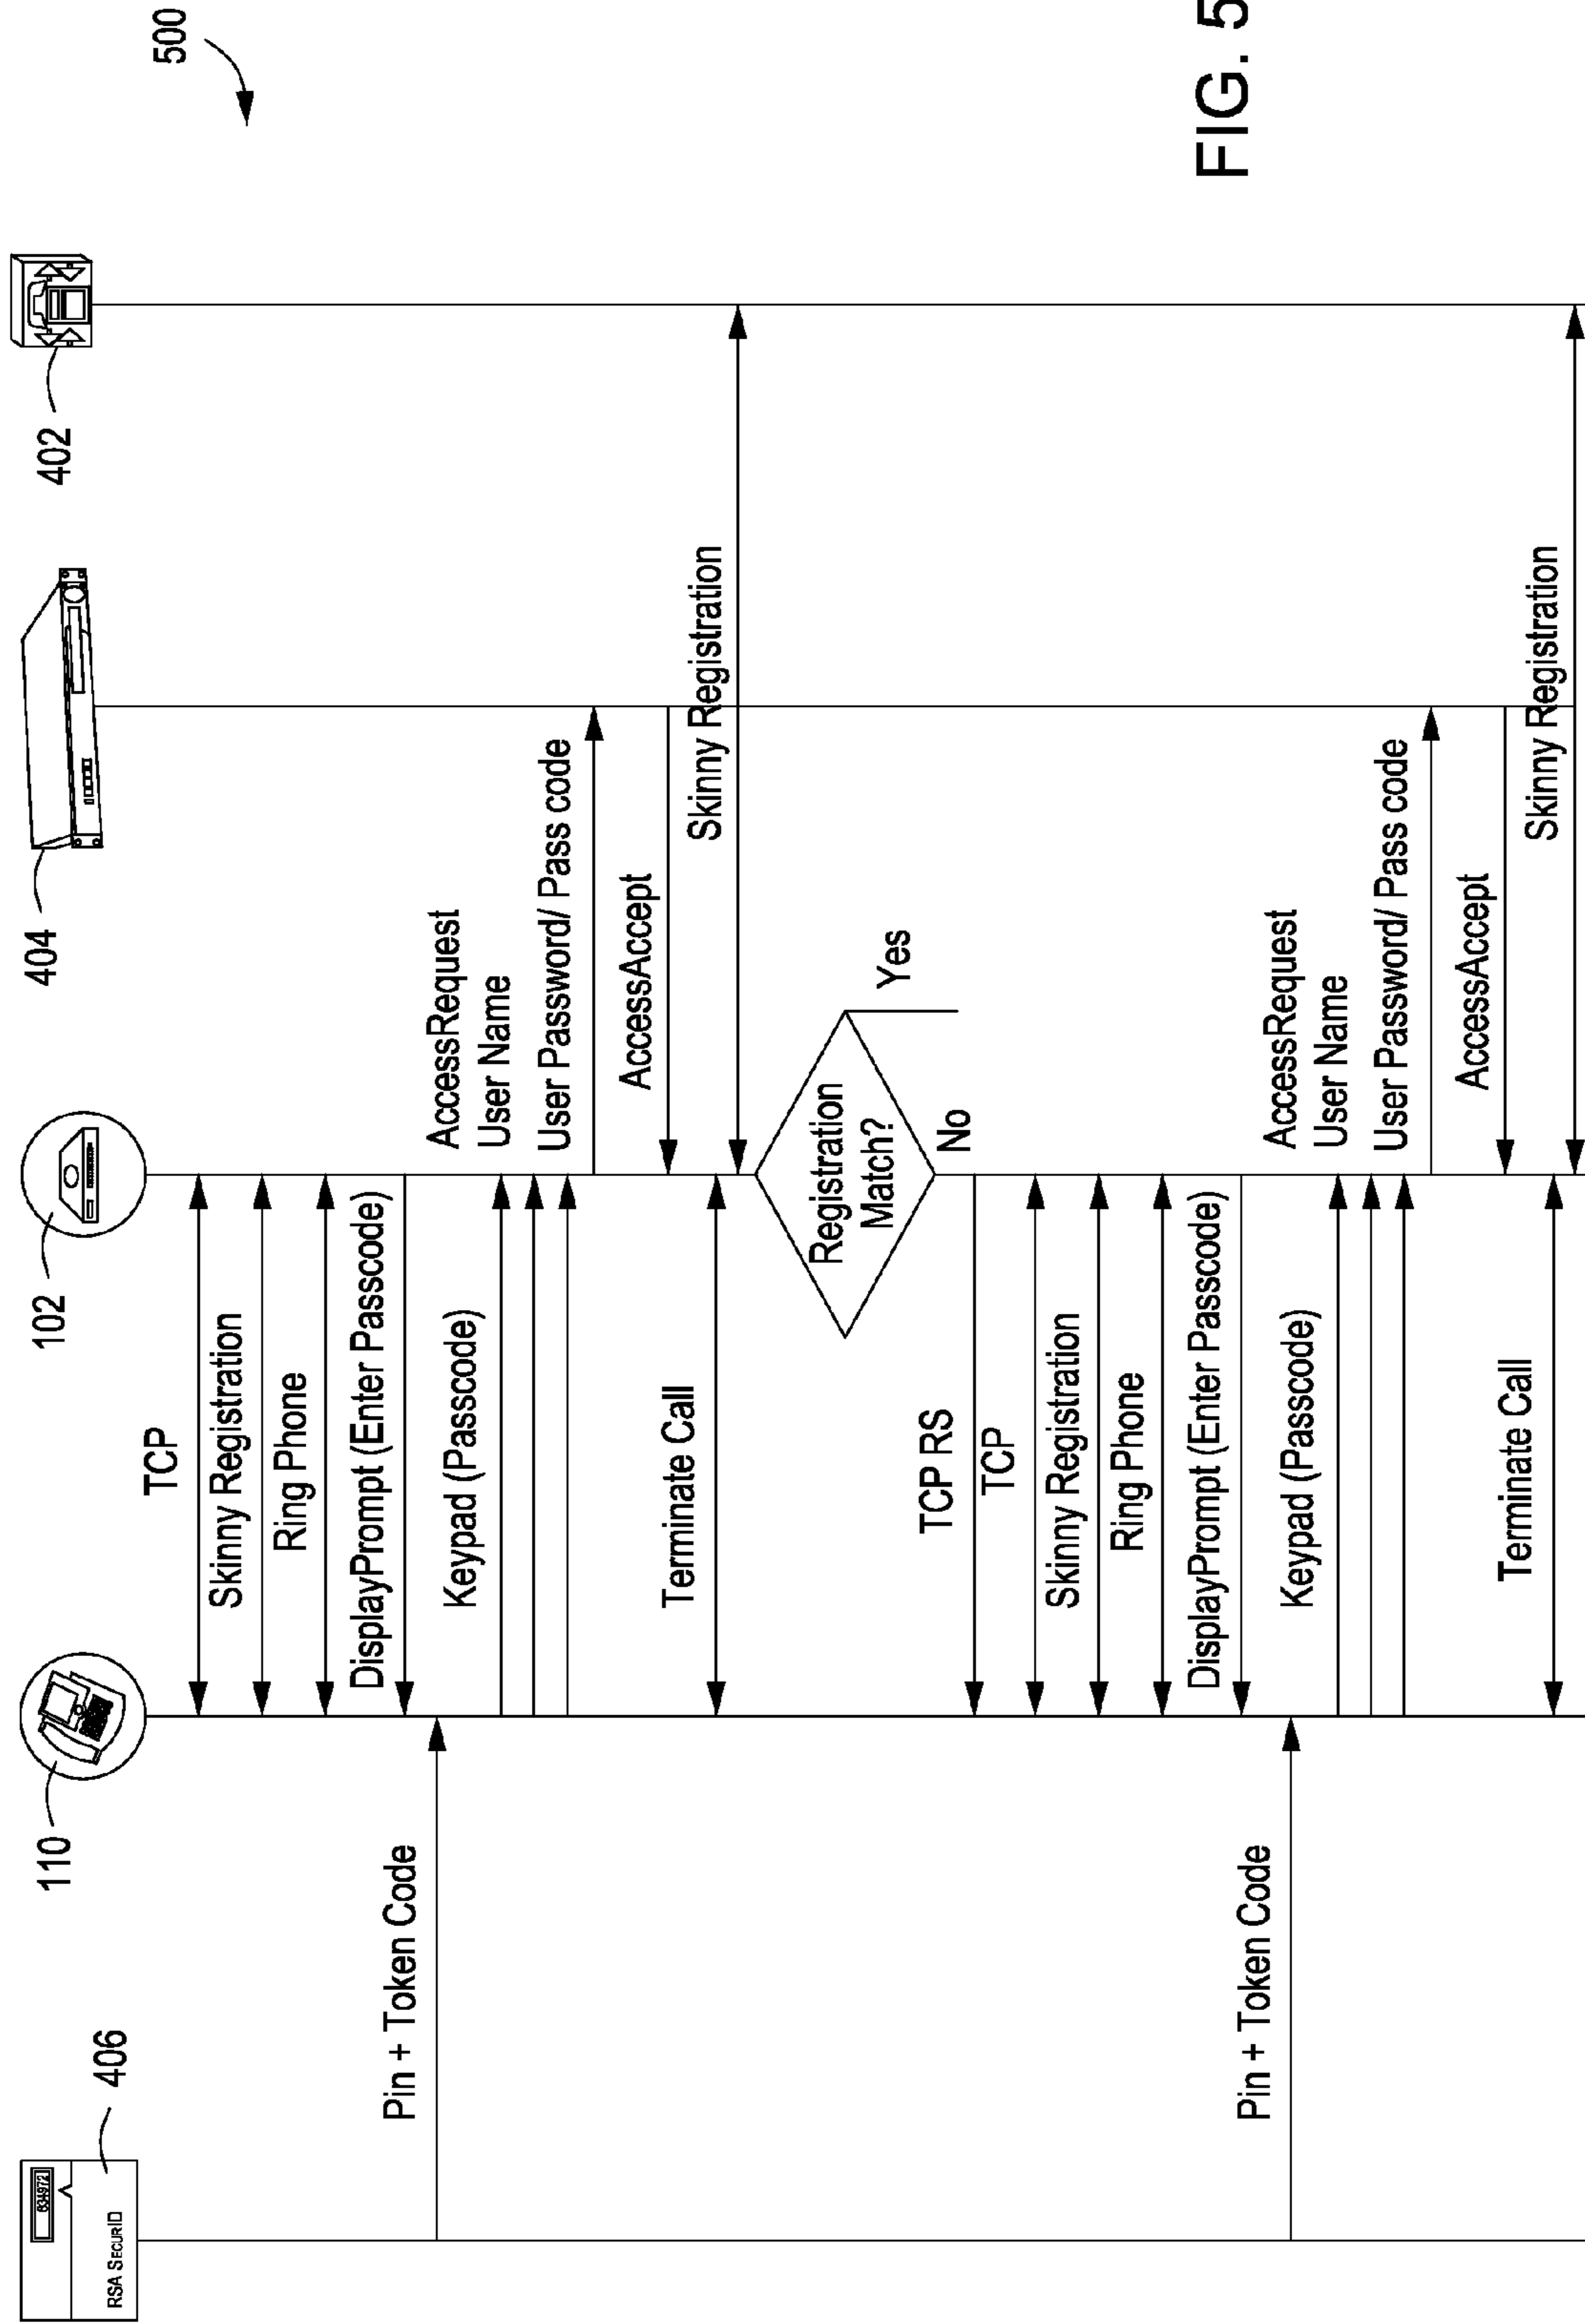 500
402
404
102
110
406
634972
RSA SECURID
TCP
Skinny Registration
Ring Phone
DisplayPrompt (Enter Passcode)
Pin + Token Code
Keypad (Passcode)
AccessRequest
User Name
User Password/ Pass code
AccessAccept
Terminate Call
Skinny Registration
Registration
Match?
Yes
No
TCP RS
TCP
Skinny Registration
Ring Phone
DisplayPrompt (Enter Passcode)
Pin + Token Code
Keypad (Passcode)
AccessRequest
User Name
User Password/ Pass code
AccessAccept
Terminate Call
Skinny Registration
FIG. 5